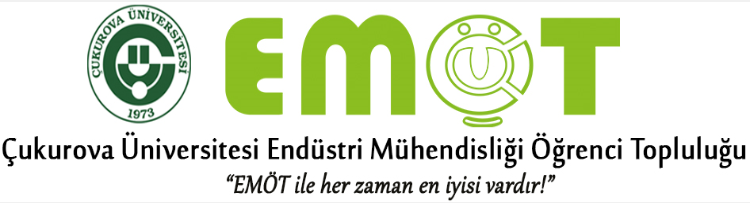 ÇUKUROVA ÜNİVERSİTESİ
1973
EMÖT
Çukurova Üniversitesi Endüstri Mühendisliği Öğrenci Topluluğu
“EMÖT ile her zaman en iyisi vardır!”